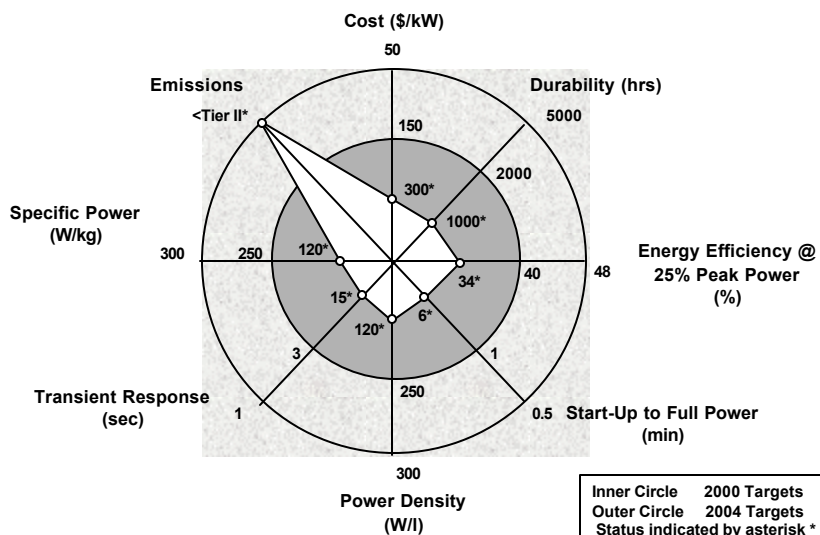 Cost ($/kW)
50
Emissions
<Tier II*
Durability (hrs)
5000
150
2000
300*
1000*
Specific Power
(W/kg)
300
250
120*
34*
40
48
Energy Efficiency @
25% Peak Power
(%)
15*
120*
6*
3
1
250
Transient Response
(sec)
1
0.5
Start-Up to Full Power
(min)
300
Power Density
(W/l)
Inner Circle 2000 Targets
Outer Circle 2004 Targets
Status indicated by asterisk *